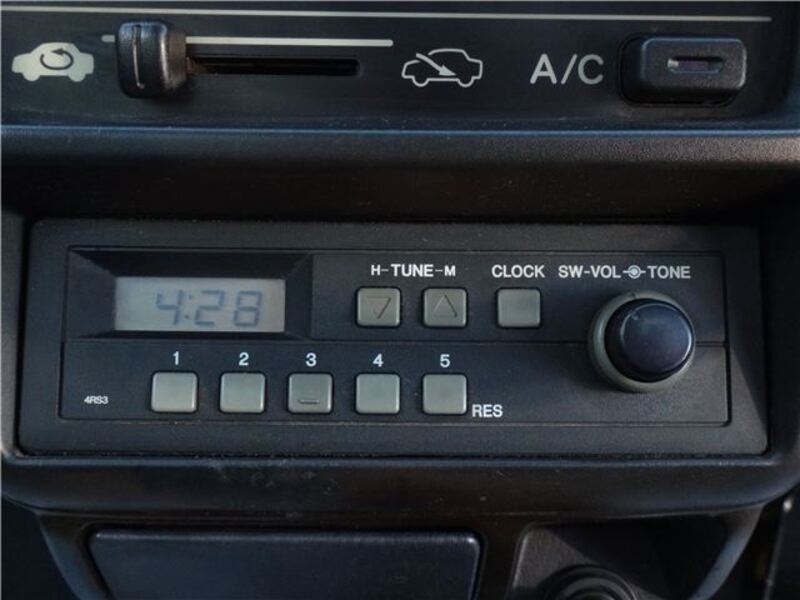 A/C
H-TUNE-M CLOCK SW-VOL TONE
4:28
1 2 3 4 5
4RS3 RES